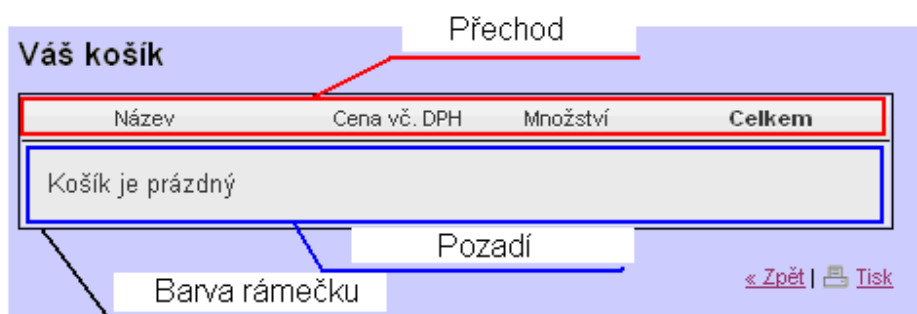 Přechod
Váš košík
Název Cena vč. DPH Množství Celkem
Košík je prázdný
Pozadí
« Zpět | Tisk
Barva rámečku